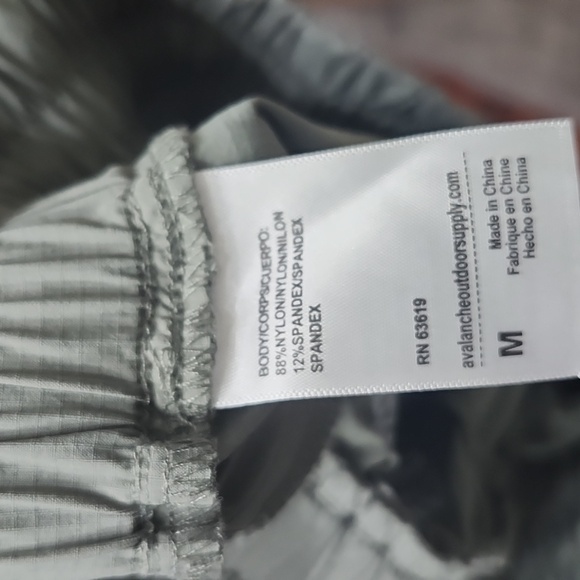 BODY/CORPS/CUERPO:
88%NYLON/NYLON/NILON
12%SPANDEX/SPANDEX
SPANDEX
RN 63619
avalancheoutdoorsupply.com
M
Made in China
Fabrique en Chine
Hecho en China